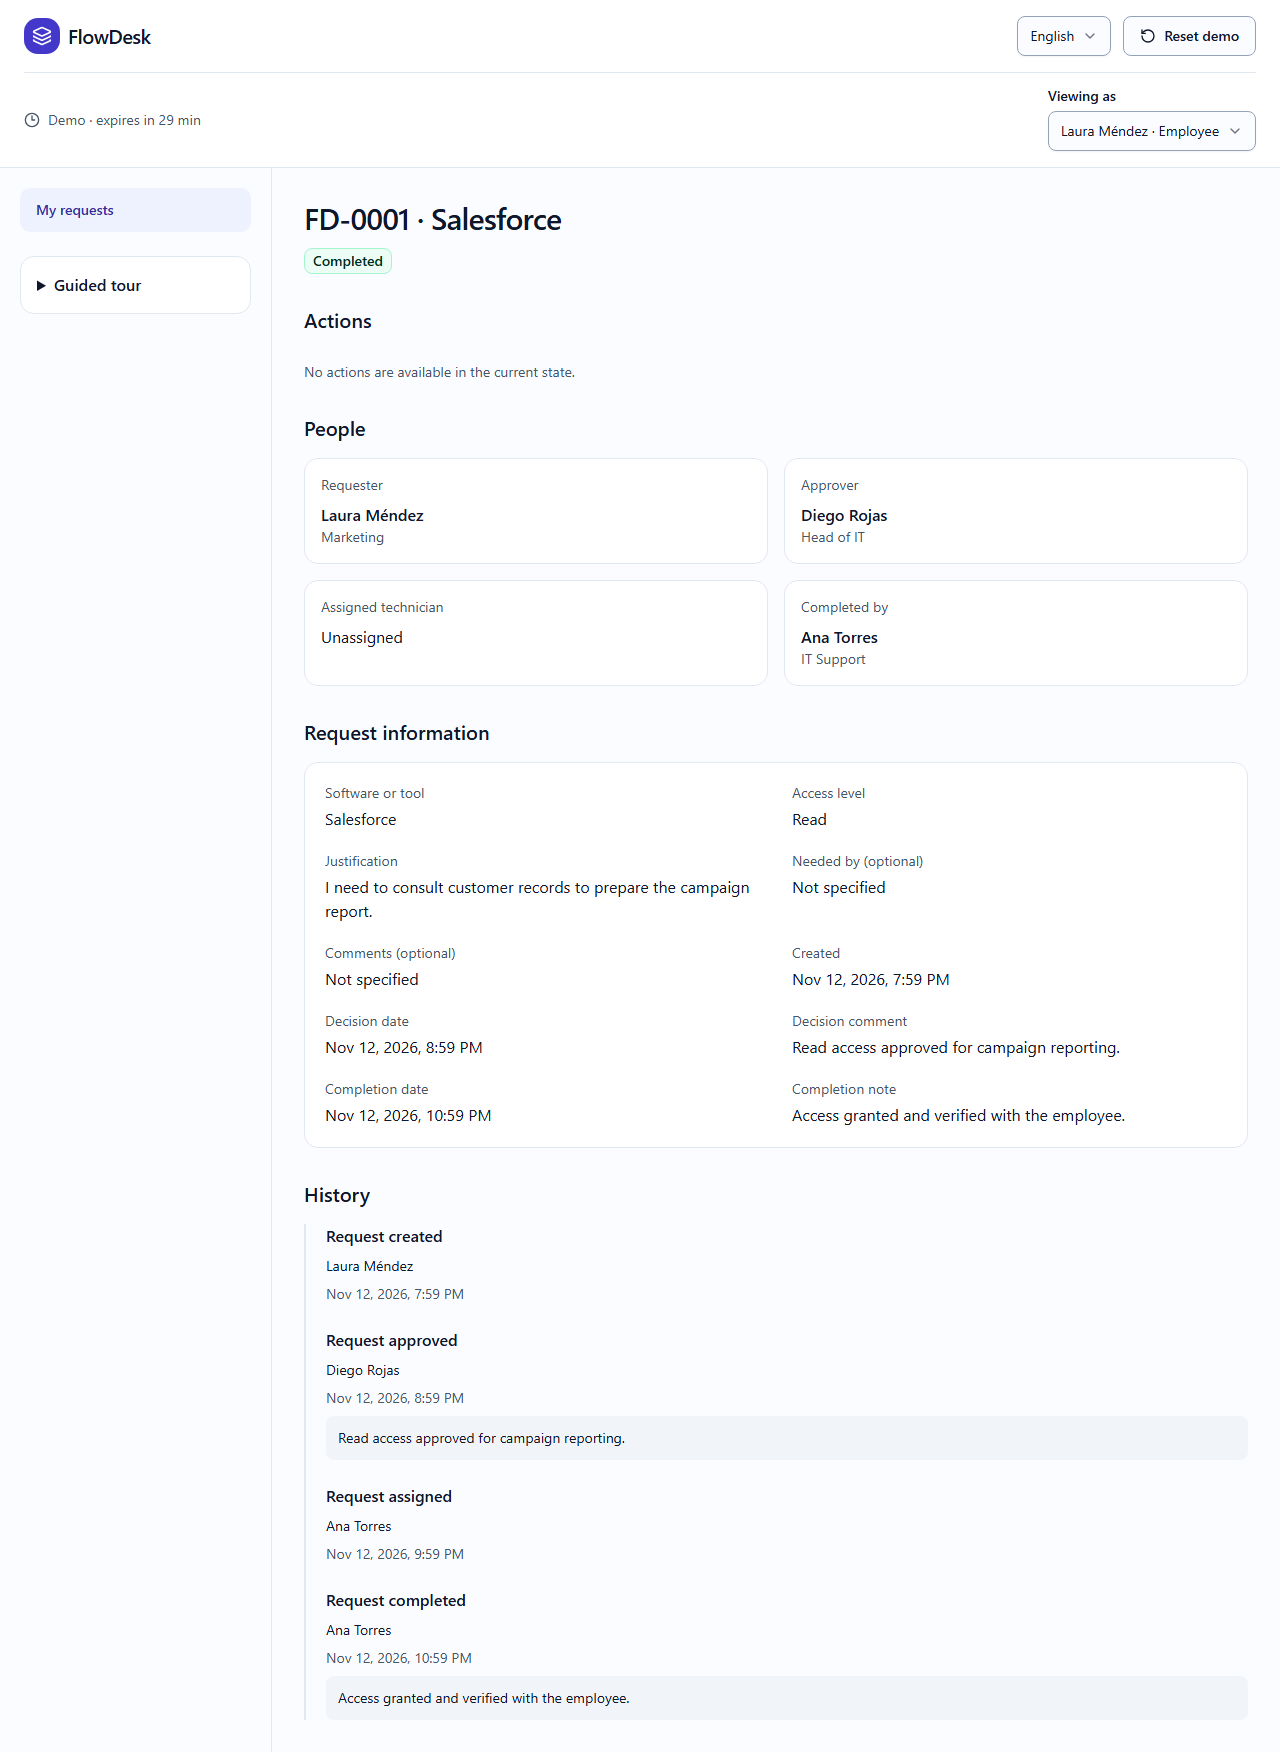 FlowDesk
English
Reset demo
Demo · expires in 29 min
Viewing as
Laura Méndez · Employee
My requests
Guided tour
FD-0001 · Salesforce
Completed
Actions
No actions are available in the current state.
People
Requester
Laura Méndez
Marketing
Approver
Diego Rojas
Head of IT
Assigned technician
Unassigned
Completed by
Ana Torres
IT Support
Request information
Software or tool
Salesforce
Access level
Read
Justification
I need to consult customer records to prepare the campaign
report.
Needed by (optional)
Not specified
Comments (optional)
Not specified
Created
Nov 12, 2026, 7:59 PM
Decision date
Nov 12, 2026, 8:59 PM
Decision comment
Read access approved for campaign reporting.
Completion date
Nov 12, 2026, 10:59 PM
Completion note
Access granted and verified with the employee.
History
Request created
Laura Méndez
Nov 12, 2026, 7:59 PM
Request approved
Diego Rojas
Nov 12, 2026, 8:59 PM
Read access approved for campaign reporting.
Request assigned
Ana Torres
Nov 12, 2026, 9:59 PM
Request completed
Ana Torres
Nov 12, 2026, 10:59 PM
Access granted and verified with the employee.